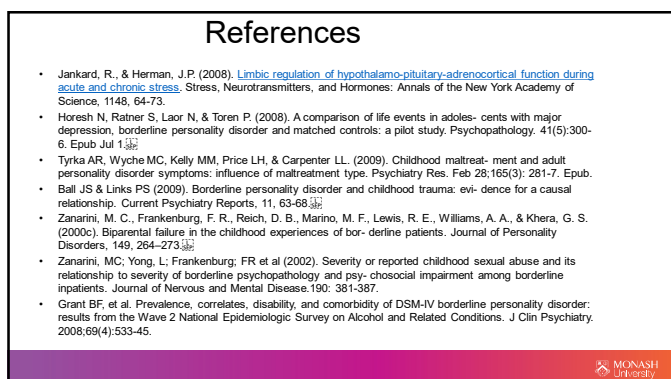 References
• Jankard, R., & Herman, J.P. (2008). Limbic regulation of hypothalamo-pituitary-adrenocortical function during
acute and chronic stress. Stress, Neurotransmitters, and Hormones: Annals of the New York Academy of
Science, 1148, 64-73.
• Horesh N, Ratner S, Laor N, & Toren P. (2008). A comparison of life events in adoles- cents with major
depression, borderline personality disorder and matched controls: a pilot study. Psychopathology. 41(5):300-
6. Epub Jul 1.
• Tyrka AR, Wyche MC, Kelly MM, Price LH, & Carpenter LL. (2009). Childhood maltreat- ment and adult
personality disorder symptoms: influence of maltreatment type. Psychiatry Res. Feb 28;165(3): 281-7. Epub.
• Ball JS & Links PS (2009). Borderline personality disorder and childhood trauma: evi- dence for a causal
relationship. Current Psychiatry Reports, 11, 63-68.
• Zanarini, M. C., Frankenburg, F. R., Reich, D. B., Marino, M. F., Lewis, R. E., Williams, A. A., & Khera, G. S.
(2000c). Biparental failure in the childhood experiences of bor- derline patients. Journal of Personality
Disorders, 149, 264–273.
• Zanarini, MC; Yong, L; Frankenburg; FR et al (2002). Severity or reported childhood sexual abuse and its
relationship to severity of borderline psychopathology and psy- chosocial impairment among borderline
inpatients. Journal of Nervous and Mental Disease.190: 381-387.
• Grant BF, et al. Prevalence, correlates, disability, and comorbidity of DSM-IV borderline personality disorder:
results from the Wave 2 National Epidemiologic Survey on Alcohol and Related Conditions. J Clin Psychiatry.
2008;69(4):533-45.
MONASH
University